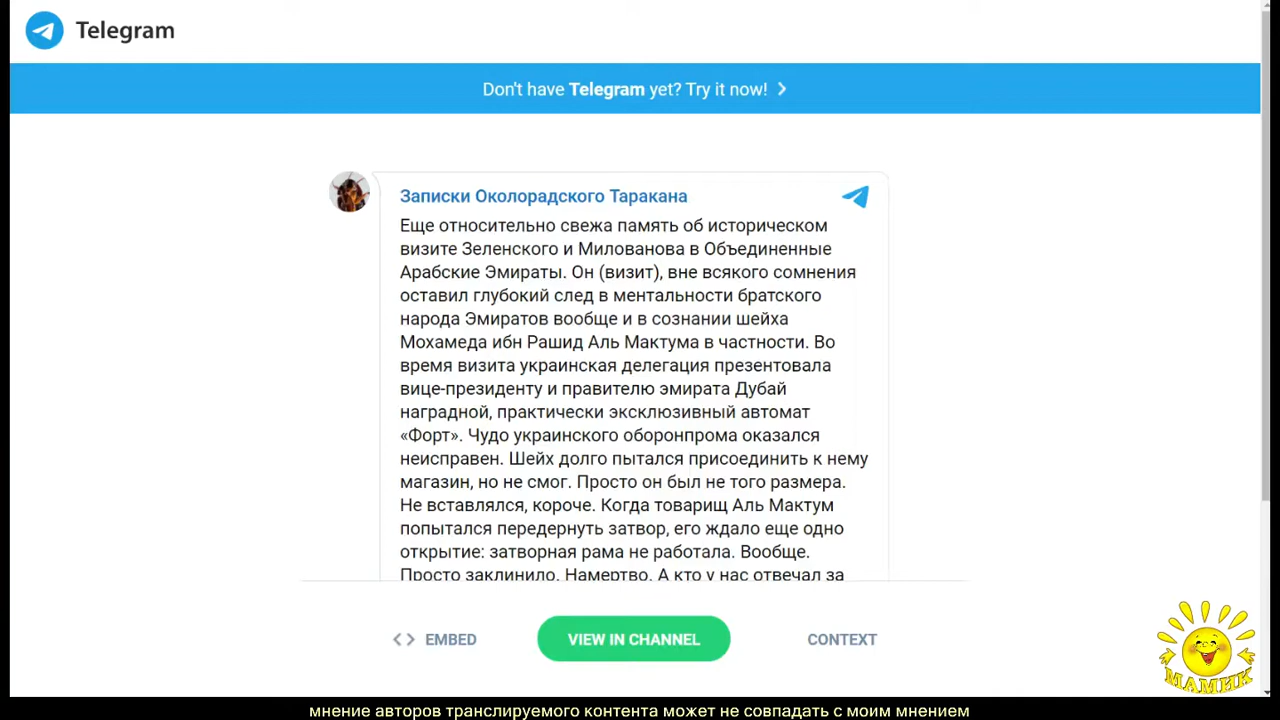 Telegram
Don't have Telegram yet? Try it now!
Записки Околорадского Таракана
Еще относительно свежа память об историческом
визите Зеленского и Милованова в Объединенные
Арабские Эмираты. Он (визит), вне всякого сомнения
оставил глубокий след в ментальности братского
народа Эмиратов вообще и в сознании шейха
Мохамеда ибн Рашид Аль Мактума в частности. Во
время визита украинская делегация презентовала
вице-президенту и правителю эмирата Дубай
наградной, практически эксклюзивный автомат
«Форт». Чудо украинского оборонпрома оказался
неисправен. Шейх долго пытался присоединить к нему
магазин, но не смог. Просто он был не того размера.
Не вставлялся, короче. Когда товарищ Аль Мактум
попытался передернуть затвор, его ждало еще одно
открытие: затворная рама не работала. Вообще.
Просто заклинило. Намертво. А кто у нас отвечал за
EMBED
VIEW IN CHANNEL
CONTEXT
МАМИК
мнение авторов транслируемого контента может не совпадать с моим мнением